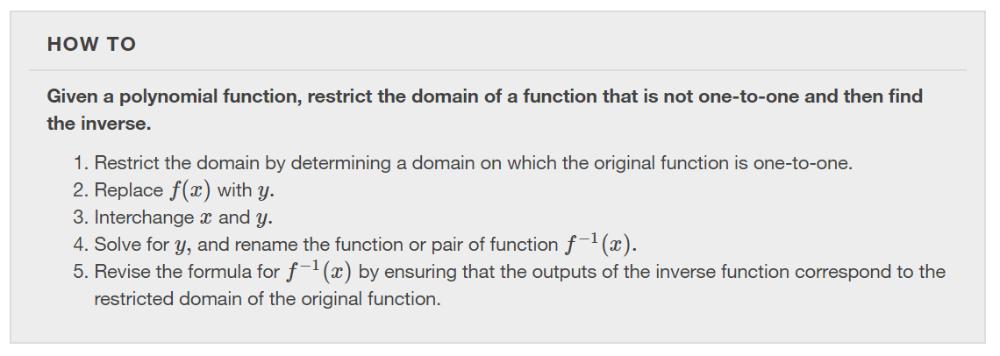 HOW TO
Given a polynomial function, restrict the domain of a function that is not one-to-one and then find
the inverse.
1. Restrict the domain by determining a domain on which the original function is one-to-one.
2. Replace f(x) with y.
3. Interchange x and y.
4. Solve for y, and rename the function or pair of function f⁻¹(x).
5. Revise the formula for f⁻¹(x) by ensuring that the outputs of the inverse function correspond to the
restricted domain of the original function.